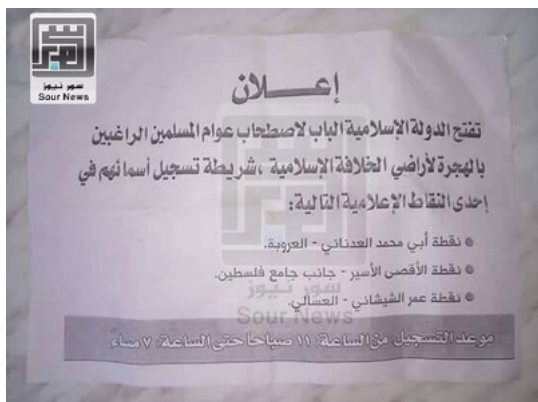 سور نيوز
Sour News
إعـــــلان
تفتح الدولة الإسلامية الباب لاصطحاب عوام المسلمين الراغبين
بالهجرة لأراضي الخلافة الإسلامية ، شريطة تسجيل أسمائهم في
إحدى النقاط الإعلامية التالية:
نقطة أبي محمد العدناني - العروبة.
نقطة الأقصى الأسير - جانب جامع فلسطين.
نقطة عمر الشيشاني - العسالي.
سور نيوز
Sour News
موعد التسجيل من الساعة: ١١ صباحا حتى الساعة: ٧ مساءً